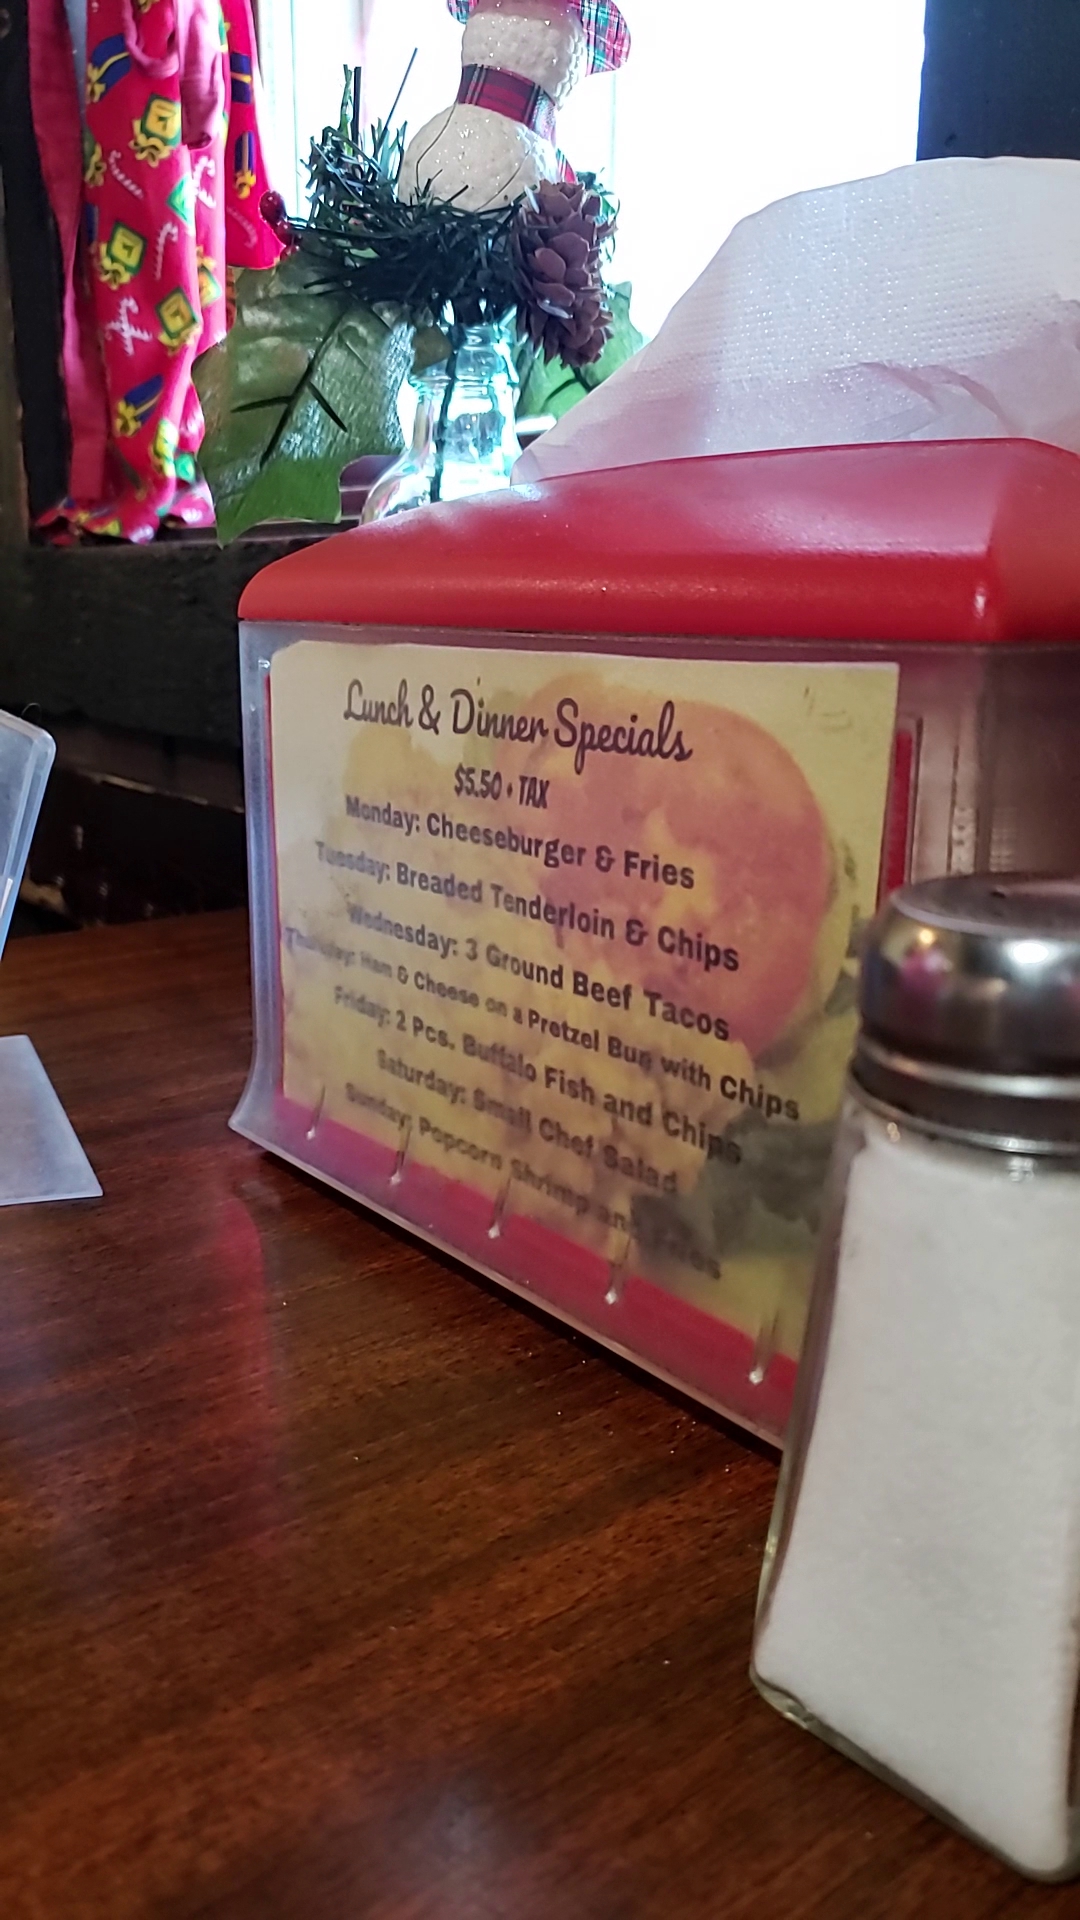 Lunch & Dinner Specials
$5.50 + TAX
Monday: Cheeseburger & Fries
Tuesday: Breaded Tenderloin & Chips
Wednesday: 3 Ground Beef Tacos
Thursday: Ham & Cheese on a Pretzel Bun with Chips
Friday: 2 Pcs. Buffalo Fish and Chips
Saturday: Small Chef Salad
Sunday: Popcorn Shrimp and Fries